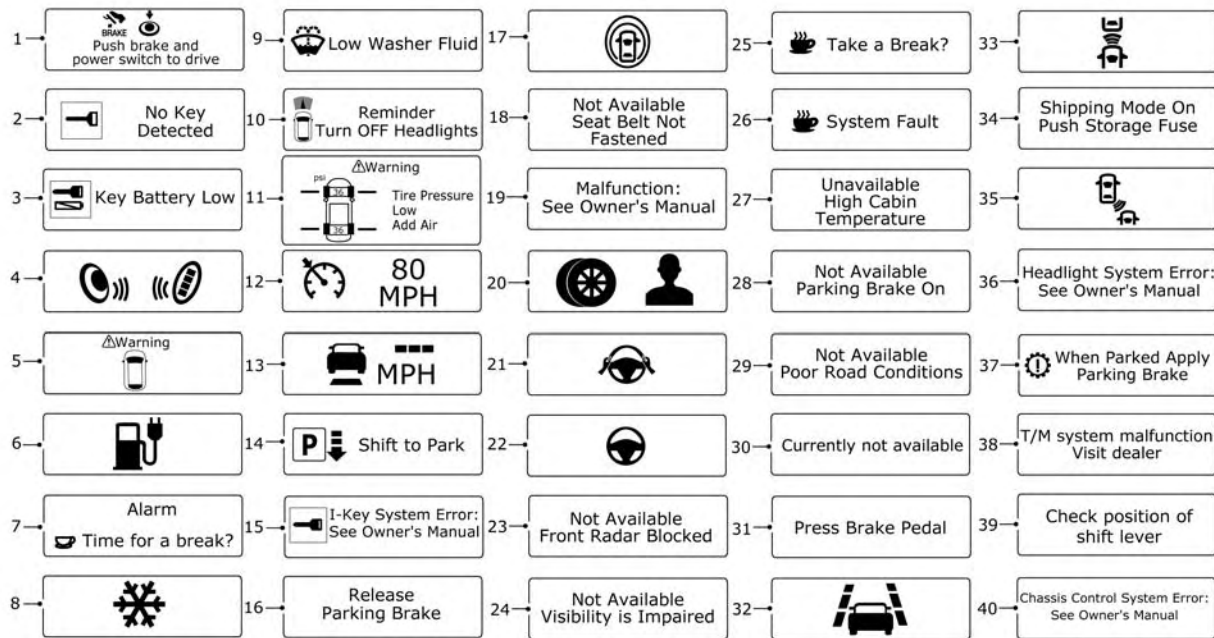 1
BRAKE
Push brake and
power switch to drive
2
No Key
Detected
3
Key Battery Low
4
5
⚠Warning
6
7
Alarm
Time for a break?
8
9
Low Washer Fluid
10
Reminder
Turn OFF Headlights
11
⚠Warning
psi
36
Tire Pressure
Low
Add Air
36
12
80
MPH
13
MPH
14
P
Shift to Park
15
I-Key System Error:
See Owner's Manual
16
Release
Parking Brake
17
18
Not Available
Seat Belt Not
Fastened
19
Malfunction:
See Owner's Manual
20
21
22
23
Not Available
Front Radar Blocked
24
Not Available
Visibility is Impaired
25
Take a Break?
26
System Fault
27
Unavailable
High Cabin
Temperature
28
Not Available
Parking Brake On
29
Not Available
Poor Road Conditions
30
Currently not available
31
Press Brake Pedal
32
33
34
Shipping Mode On
Push Storage Fuse
35
36
Headlight System Error:
See Owner's Manual
37
When Parked Apply
Parking Brake
38
T/M system malfunction
Visit dealer
39
Check position of
shift lever
40
Chassis Control System Error:
See Owner's Manual